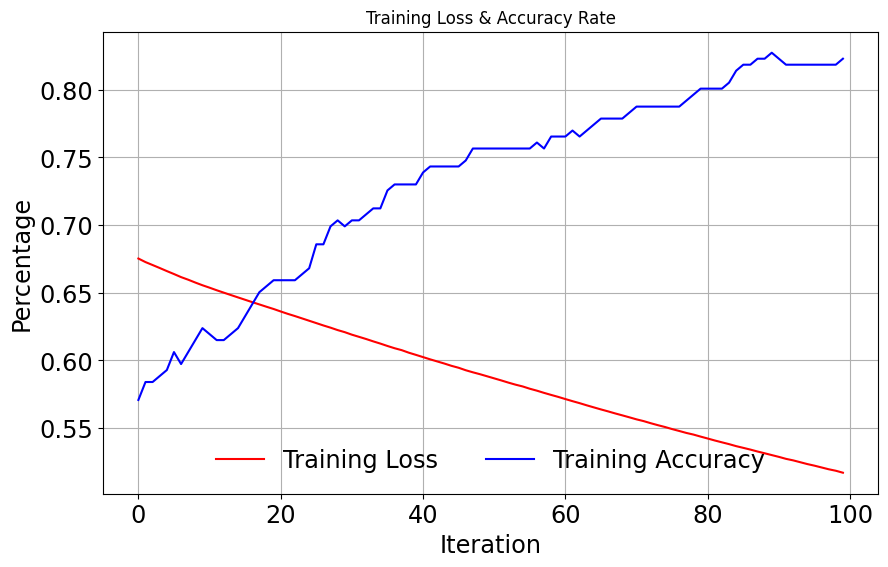 Training Loss & Accuracy Rate
Percentage
0.80
0.75
0.70
0.65
0.60
0.55
Training Loss
Training Accuracy
0 20 40 60 80 100
Iteration